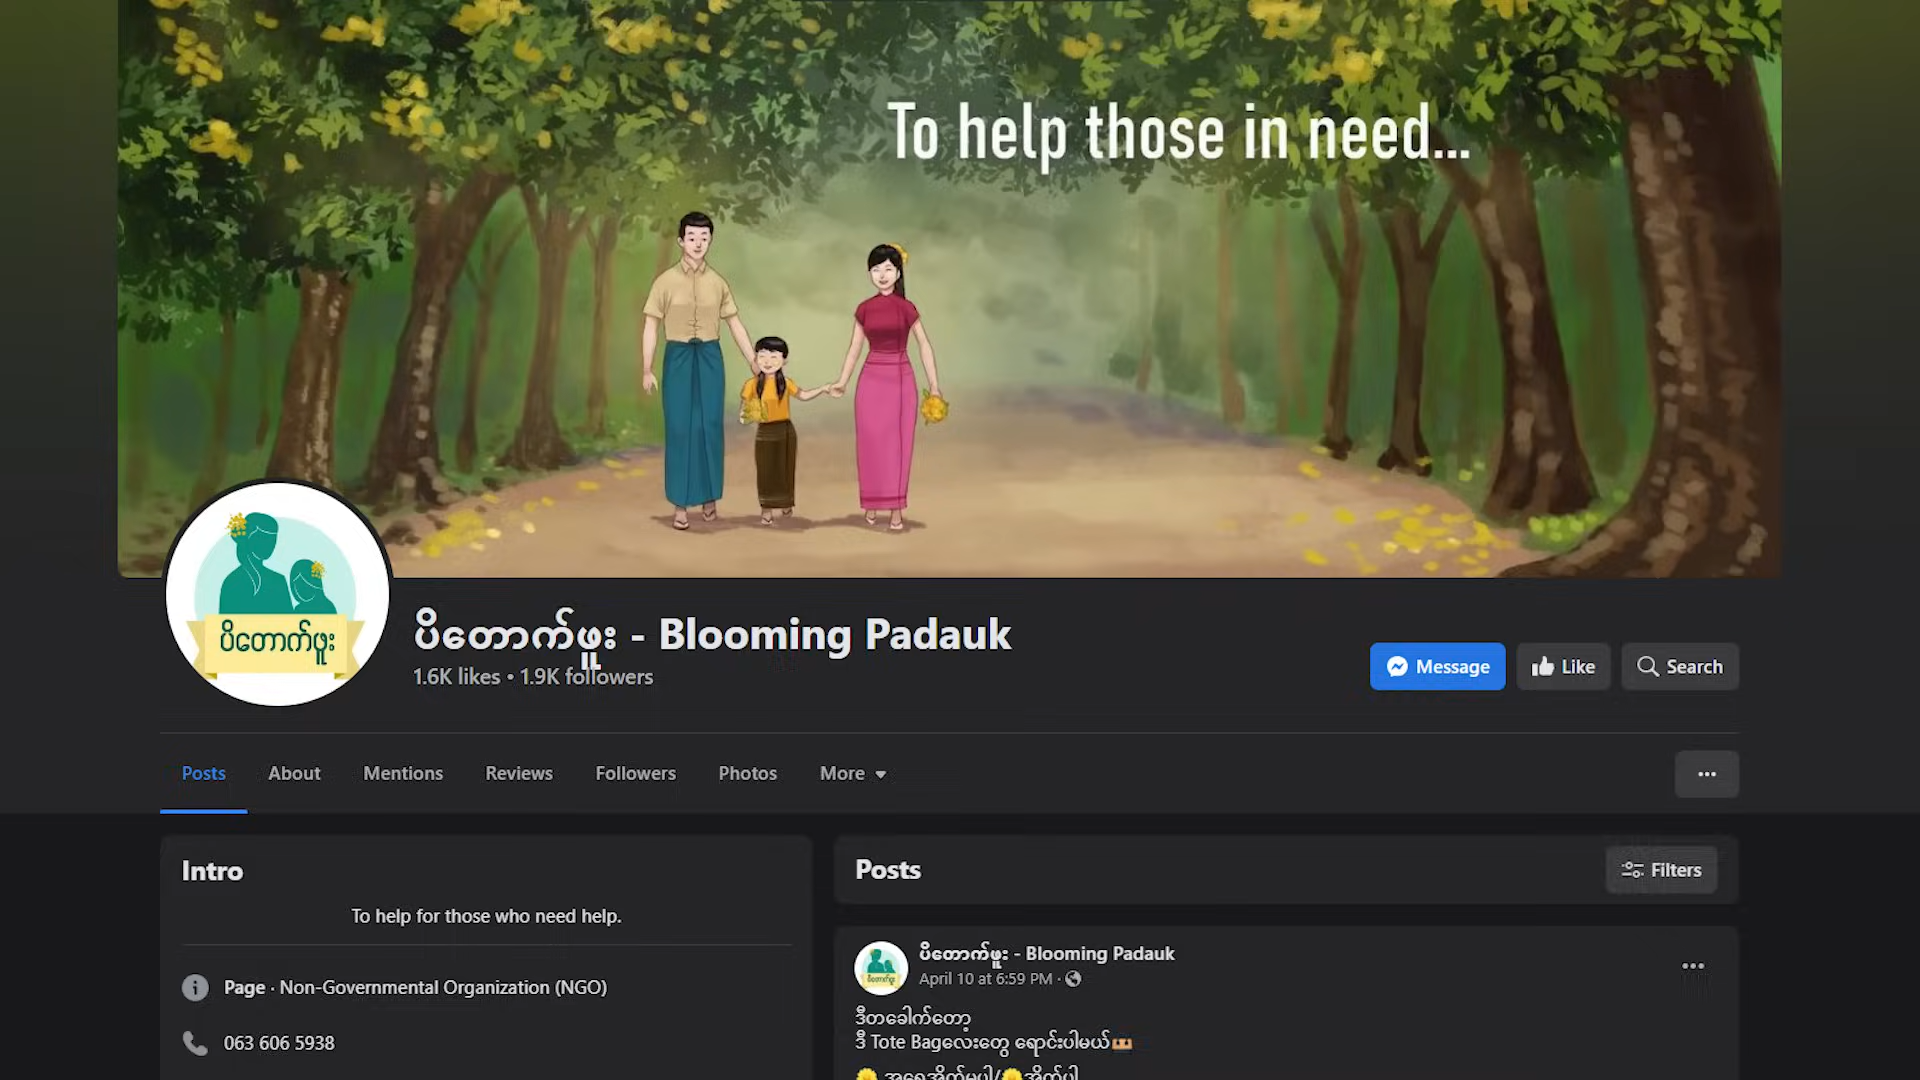 To help those in need...
ပိတောက်ဖူး
ပိတောက်ဖူး - Blooming Padauk
1.6K likes • 1.9K followers
Message
Like
Search
Posts
About
Mentions
Reviews
Followers
Photos
More
Intro
To help for those who need help.
Page · Non-Governmental Organization (NGO)
063 606 5938
Posts
Filters
ပိတောက်ဖူး - Blooming Padauk
April 10 at 6:59 PM ·
ဒီတခေါက်တော့
ဒီ Tote Bagလေးတွေ ရောင်းပါမယ်